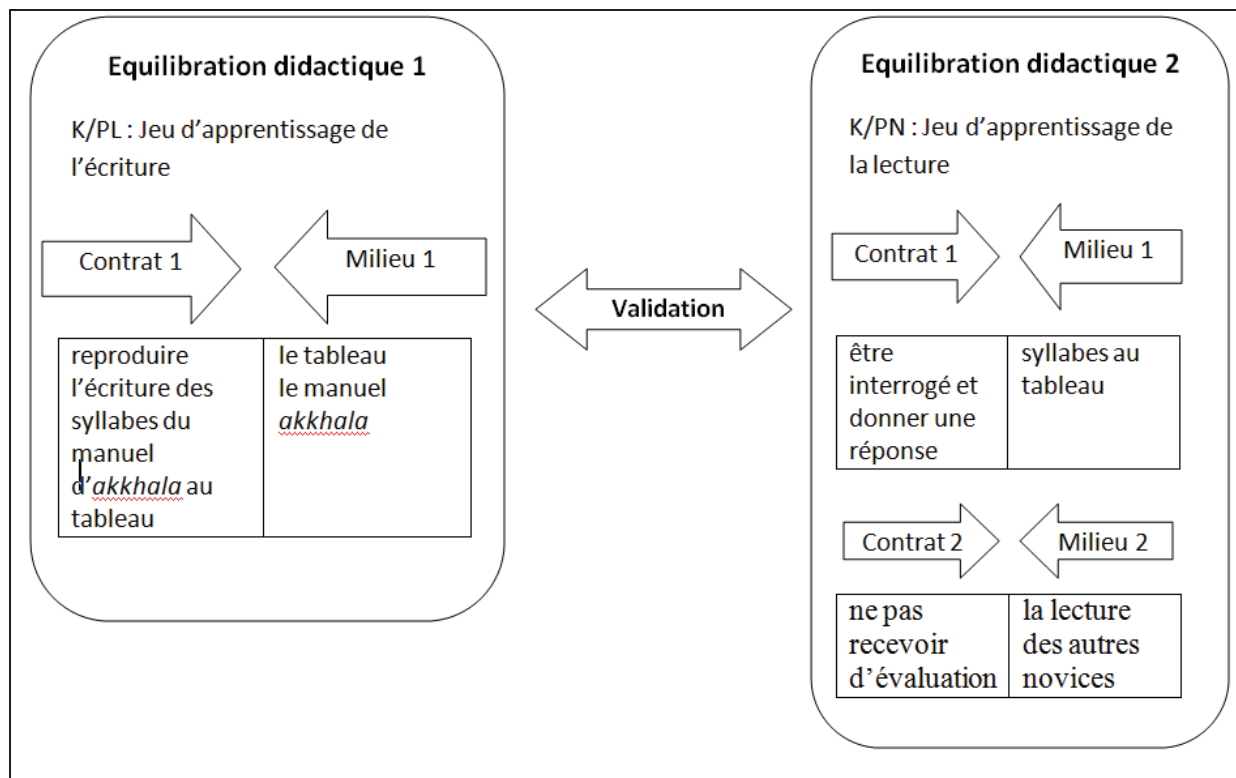 Equilibration didactique 1
K/PL : Jeu d’apprentissage de
l’écriture
Contrat 1
Milieu 1
reproduire
l’écriture des
syllabes du
manuel
d’akkhala au
tableau
le tableau
le manuel
akkhala
Validation
Equilibration didactique 2
K/PN : Jeu d’apprentissage de
la lecture
Contrat 1
Milieu 1
être
interrogé et
donner une
réponse
syllabes au
tableau
Contrat 2
Milieu 2
ne pas
recevoir
d’évaluation
la lecture
des autres
novices